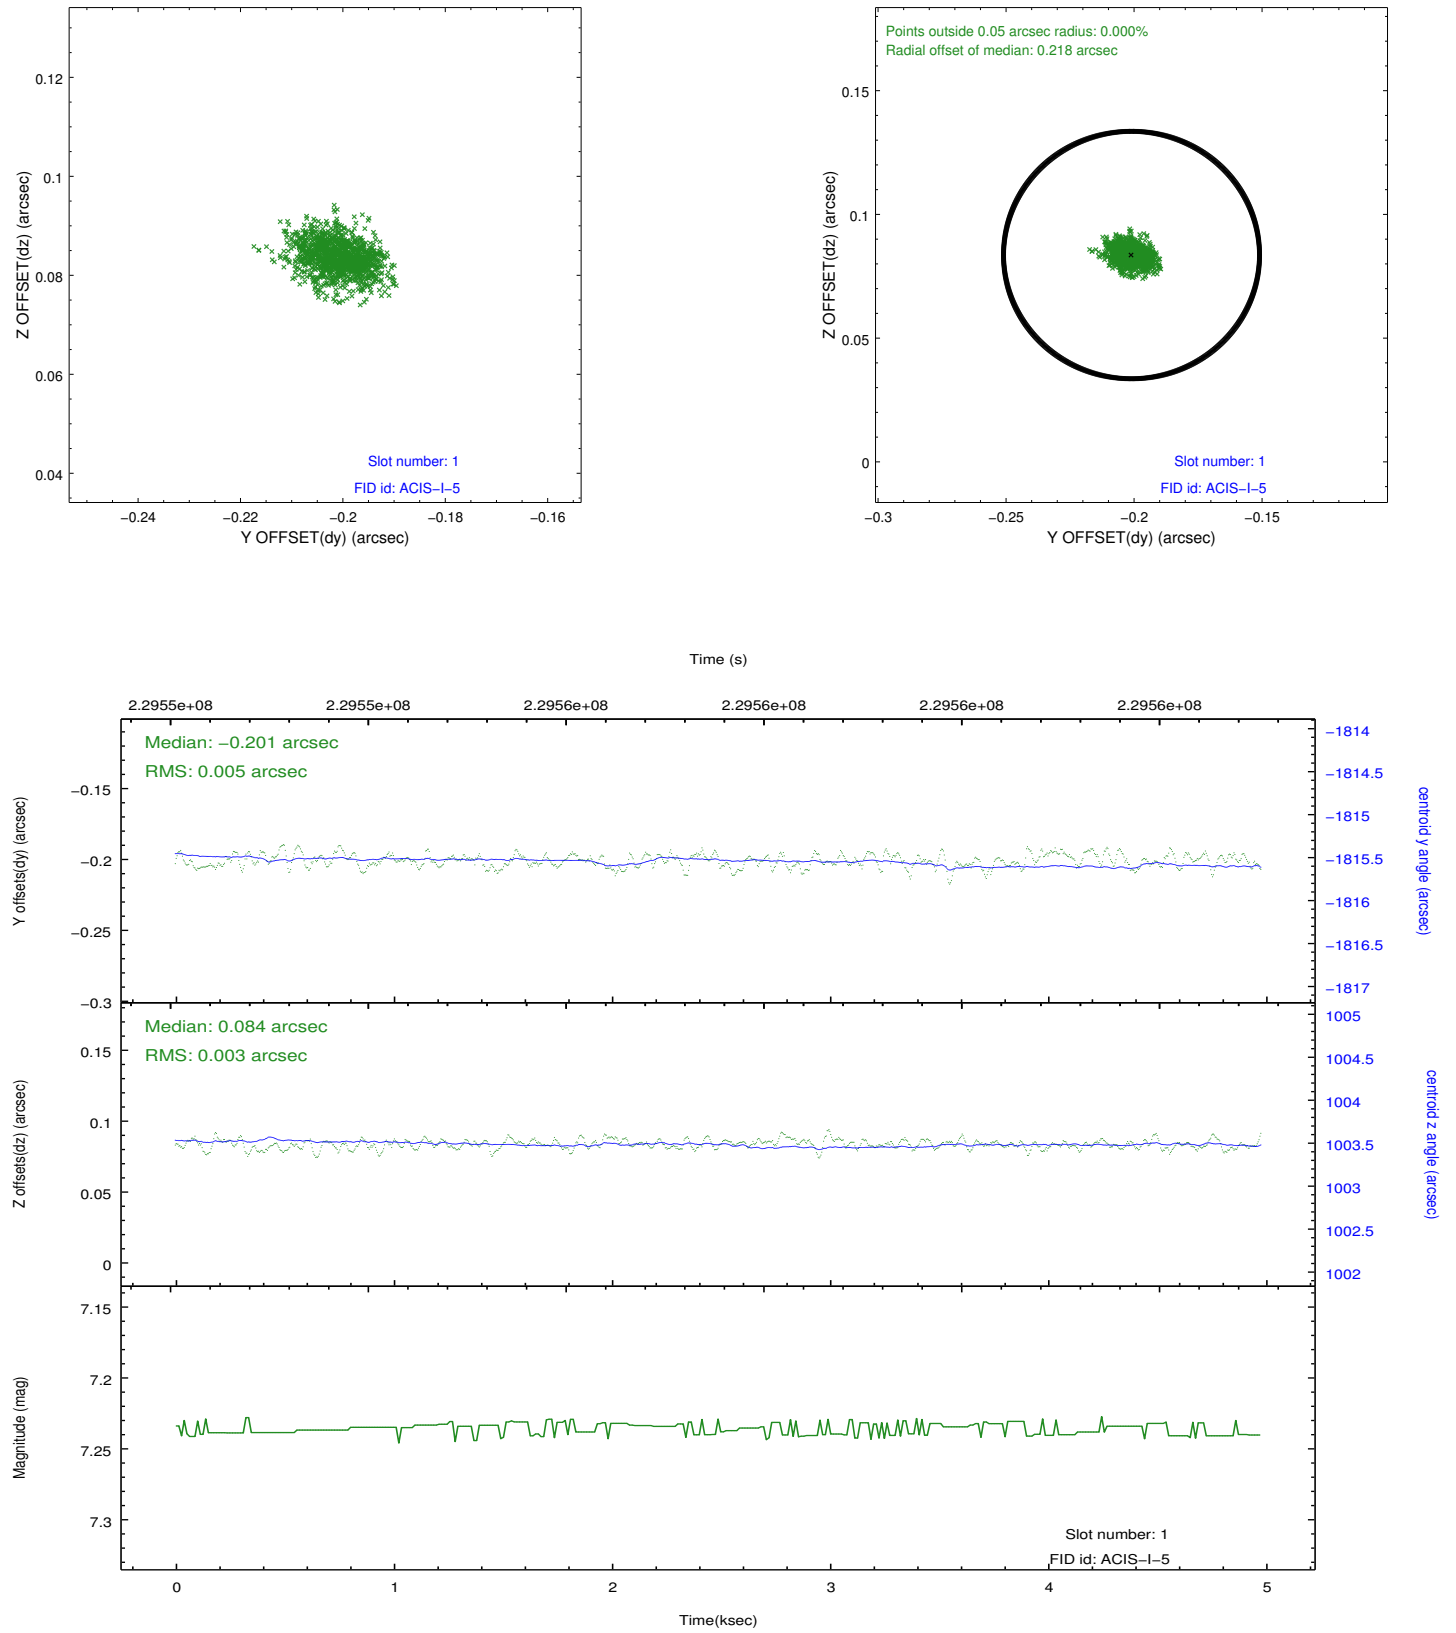 0.12
0.1
0.08
0.06
0.04
Z OFFSET(dz) (arcsec)
Slot number: 1
FID id: ACIS−I−5
−0.24
−0.22
−0.2
−0.18
−0.16
Y OFFSET(dy) (arcsec)
Points outside 0.05 arcsec radius: 0.000%
Radial offset of median: 0.218 arcsec
0.15
0.1
0.05
0
Z OFFSET(dz) (arcsec)
Slot number: 1
FID id: ACIS−I−5
−0.3
−0.25
−0.2
−0.15
Y OFFSET(dy) (arcsec)
Time (s)
2.2955e+08
2.2955e+08
2.2956e+08
2.2956e+08
2.2956e+08
2.2956e+08
Median: −0.201 arcsec
RMS: 0.005 arcsec
−0.15
−0.2
−0.25
−0.3
Y offsets(dy) (arcsec)
−1814
−1814.5
−1815
−1815.5
−1816
−1816.5
−1817
centroid y angle (arcsec)
Median: 0.084 arcsec
RMS: 0.003 arcsec
0.15
0.1
0.05
0
Z offsets(dz) (arcsec)
1005
1004.5
1004
1003.5
1003
1002.5
1002
centroid z angle (arcsec)
7.15
7.2
7.25
7.3
Magnitude (mag)
Slot number: 1
FID id: ACIS−I−5
0
1
2
3
4
5
Time(ksec)